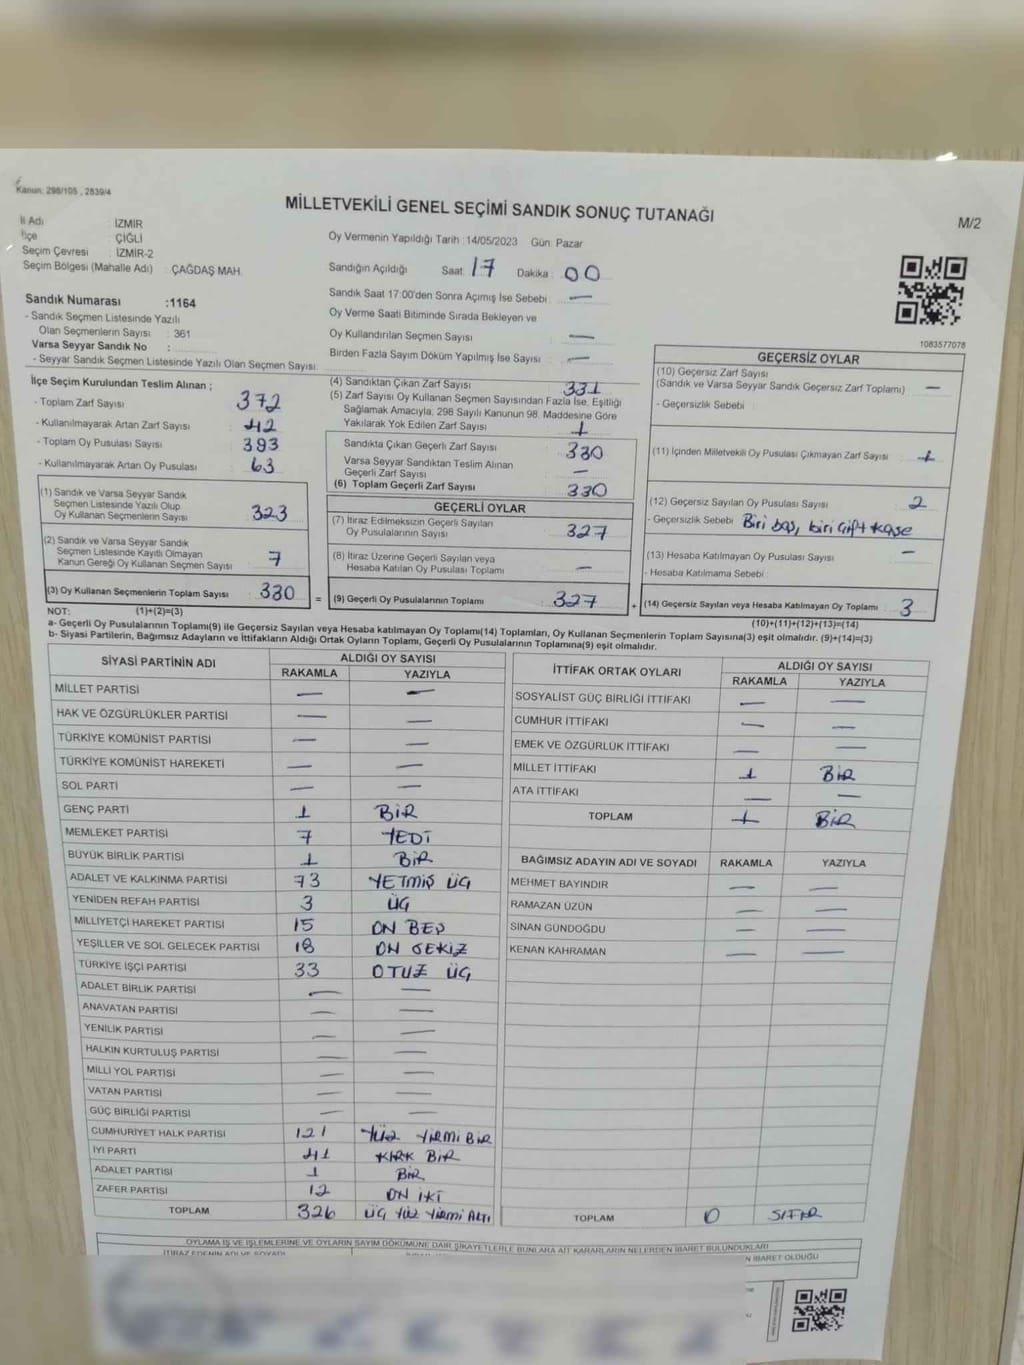 Kanun: 298/105 , 2839/4
MİLLETVEKİLİ GENEL SEÇİMİ SANDIK SONUÇ TUTANAĞI
M/2
İl Adı : İZMİR
İlçe : ÇİĞLİ
Seçim Çevresi : İZMİR-2
Seçim Bölgesi (Mahalle Adı) : ÇAĞDAŞ MAH.
Sandık Numarası :1164
- Sandık Seçmen Listesinde Yazılı
Olan Seçmenlerin Sayısı : 361
Varsa Seyyar Sandık No :
- Seyyar Sandık Seçmen Listesinde Yazılı Olan Seçmen Sayısı:
Oy Vermenin Yapıldığı Tarih :14/05/2023 Gün: Pazar
Sandığın Açıldığı Saat: 17 Dakika : 00
Sandık Saat 17:00'den Sonra Açımış İse Sebebi : —
Oy Verme Saati Bitiminde Sırada Bekleyen ve
Oy Kullandırılan Seçmen Sayısı : —
Birden Fazla Sayım Döküm Yapılmış İse Sayısı : —
1083577078
İlçe Seçim Kurulundan Teslim Alınan ;
- Toplam Zarf Sayısı : 372
- Kullanılmayarak Artan Zarf Sayısı : 42
- Toplam Oy Pusulası Sayısı : 393
- Kullanılmayarak Artan Oy Pusulası : 63
(1) Sandık ve Varsa Seyyar Sandık
Seçmen Listesinde Yazılı Olup
Oy Kullanan Seçmenlerin Sayısı : 323
(2) Sandık ve Varsa Seyyar Sandık
Seçmen Listesinde Kayıtlı Olmayan
Kanun Gereği Oy Kullanan Seçmen Sayısı : 7
(3) Oy Kullanan Seçmenlerin Toplam Sayısı : 330
(4) Sandıktan Çıkan Zarf Sayısı : 331
(5) Zarf Sayısı Oy Kullanan Seçmen Sayısından Fazla İse, Eşitliği
Sağlamak Amacıyla; 298 Sayılı Kanunun 98. Maddesine Göre
Yakılarak Yok Edilen Zarf Sayısı : 1
Sandıkta Çıkan Geçerli Zarf Sayısı : 330
Varsa Seyyar Sandıktan Teslim Alınan
Geçerli Zarf Sayısı : —
(6) Toplam Geçerli Zarf Sayısı : 330
GEÇERLİ OYLAR
(7) İtiraz Edilmeksizin Geçerli Sayılan
Oy Pusulalarının Sayısı : 327
(8) İtiraz Üzerine Geçerli Sayılan veya
Hesaba Katılan Oy Pusulası Toplamı : —
= (9) Geçerli Oy Pusulalarının Toplamı : 327 +
GEÇERSİZ OYLAR
(10) Geçersiz Zarf Sayısı
(Sandık ve Varsa Seyyar Sandık Geçersiz Zarf Toplamı) : —
- Geçersizlik Sebebi :
(11) İçinden Milletvekili Oy Pusulası Çıkmayan Zarf Sayısı : 1
(12) Geçersiz Sayılan Oy Pusulası Sayısı : 2
- Geçersizlik Sebebi : Biri boş, biri çift kaşe
(13) Hesaba Katılmayan Oy Pusulası Sayısı : —
- Hesaba Katılmama Sebebi :
(14) Geçersiz Sayılan veya Hesaba Katılmayan Oy Toplamı : 3
NOT: (1)+(2)=(3)
(10)+(11)+(12)+(13)=(14)
a- Geçerli Oy Pusulalarının Toplamı(9) ile Geçersiz Sayılan veya Hesaba katılmayan Oy Toplamı(14) Toplamları, Oy Kullanan Seçmenlerin Toplam Sayısına(3) eşit olmalıdır. (9)+(14)=(3)
b- Siyasi Partilerin, Bağımsız Adayların ve İttifakların Aldığı Ortak Oyların Toplamı, Geçerli Oy Pusulalarının Toplamına(9) eşit olmalıdır.
SİYASİ PARTİNİN ADI ALDIĞI OY SAYISI
RAKAMLA YAZIYLA
MİLLET PARTİSİ — —
HAK VE ÖZGÜRLÜKLER PARTİSİ — —
TÜRKİYE KOMÜNİST PARTİSİ — —
TÜRKİYE KOMÜNİST HAREKETİ — —
SOL PARTİ — —
GENÇ PARTİ 1 BİR
MEMLEKET PARTİSİ 7 YEDİ
BÜYÜK BİRLİK PARTİSİ 1 BİR
ADALET VE KALKINMA PARTİSİ 73 YETMİŞ ÜÇ
YENİDEN REFAH PARTİSİ 3 ÜÇ
MİLLİYETÇİ HAREKET PARTİSİ 15 ON BEŞ
YEŞİLLER VE SOL GELECEK PARTİSİ 18 ON SEKİZ
TÜRKİYE İŞÇİ PARTİSİ 33 OTUZ ÜÇ
ADALET BİRLİK PARTİSİ — —
ANAVATAN PARTİSİ — —
YENİLİK PARTİSİ — —
HALKIN KURTULUŞ PARTİSİ — —
MİLLİ YOL PARTİSİ — —
VATAN PARTİSİ — —
GÜÇ BİRLİĞİ PARTİSİ — —
CUMHURİYET HALK PARTİSİ 121 YÜZ YİRMİ BİR
İYİ PARTİ 41 KIRK BİR
ADALET PARTİSİ 1 BİR
ZAFER PARTİSİ 12 ON İKİ
TOPLAM 326 ÜÇ YÜZ YİRMİ ALTI
İTTİFAK ORTAK OYLARI ALDIĞI OY SAYISI
RAKAMLA YAZIYLA
SOSYALİST GÜÇ BİRLİĞİ İTTİFAKI — —
CUMHUR İTTİFAKI — —
EMEK VE ÖZGÜRLÜK İTTİFAKI — —
MİLLET İTTİFAKI 1 BİR
ATA İTTİFAKI — —
TOPLAM 1 BİR
BAĞIMSIZ ADAYIN ADI VE SOYADI RAKAMLA YAZIYLA
MEHMET BAYINDIR — —
RAMAZAN ÜZÜN — —
SİNAN GÜNDOĞDU — —
KENAN KAHRAMAN — —
TOPLAM 0 SIFIR
OYLAMA İŞ VE İŞLEMLERİNE VE OYLARIN SAYIM DÖKÜMÜNE DAİR ŞİKAYETLERLE BUNLARA AİT KARARLARIN NELERDEN İBARET BULUNDUKLARI
İTİRAZ EDENİN ADI VE SOYADI
N İBARET OLDUĞU